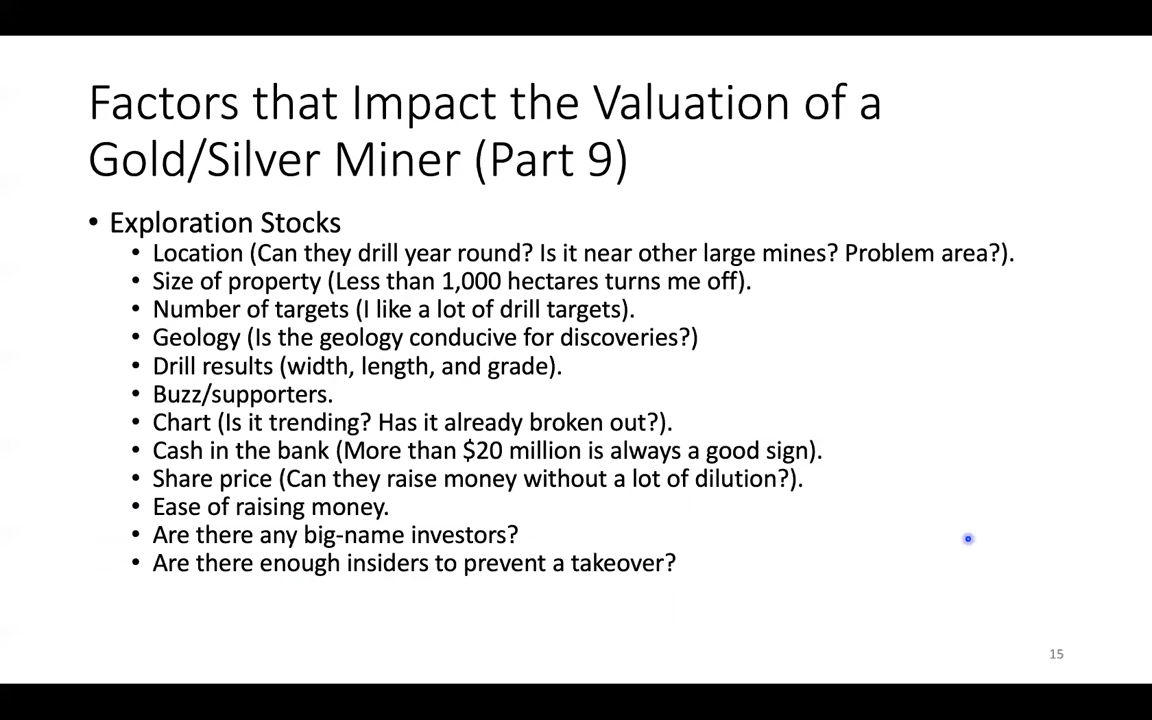 Factors that Impact the Valuation of a
Gold/Silver Miner (Part 9)
• Exploration Stocks
• Location (Can they drill year round? Is it near other large mines? Problem area?).
• Size of property (Less than 1,000 hectares turns me off).
• Number of targets (I like a lot of drill targets).
• Geology (Is the geology conducive for discoveries?)
• Drill results (width, length, and grade).
• Buzz/supporters.
• Chart (Is it trending? Has it already broken out?).
• Cash in the bank (More than $20 million is always a good sign).
• Share price (Can they raise money without a lot of dilution?).
• Ease of raising money.
• Are there any big-name investors?
• Are there enough insiders to prevent a takeover?
15